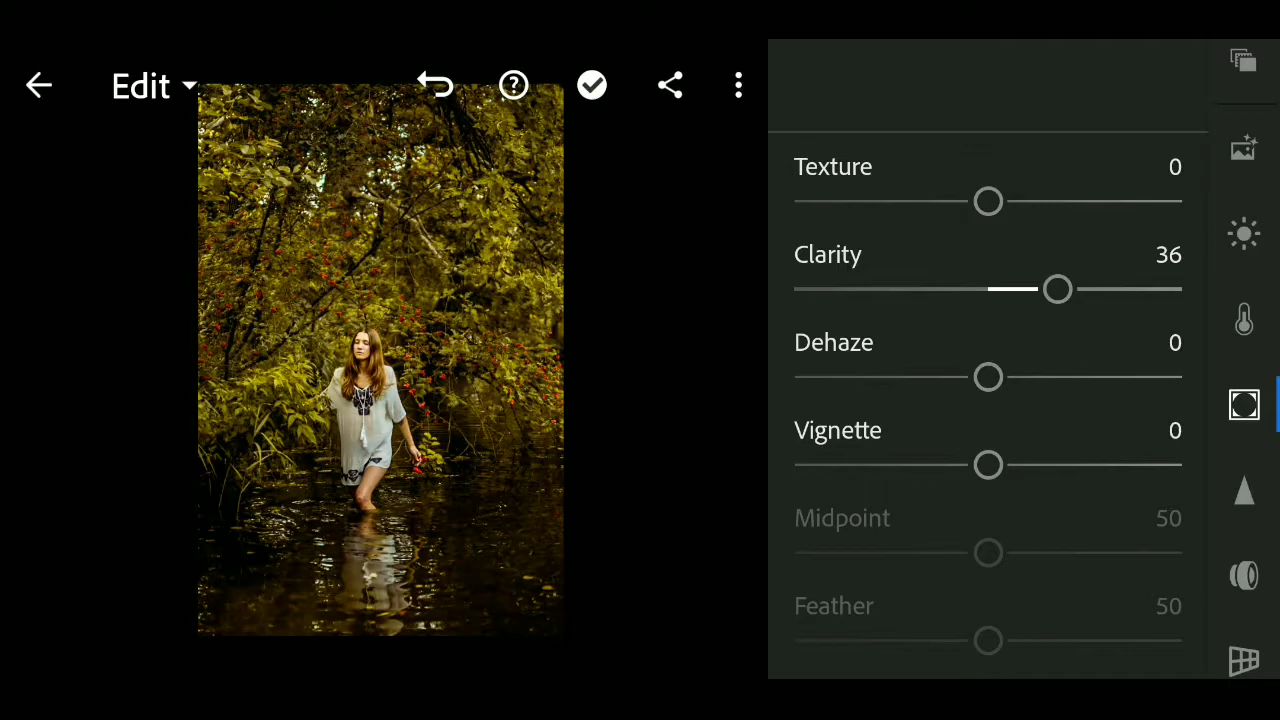 Edit
Texture 0
Clarity 36
Dehaze 0
Vignette 0
Midpoint 50
Feather 50